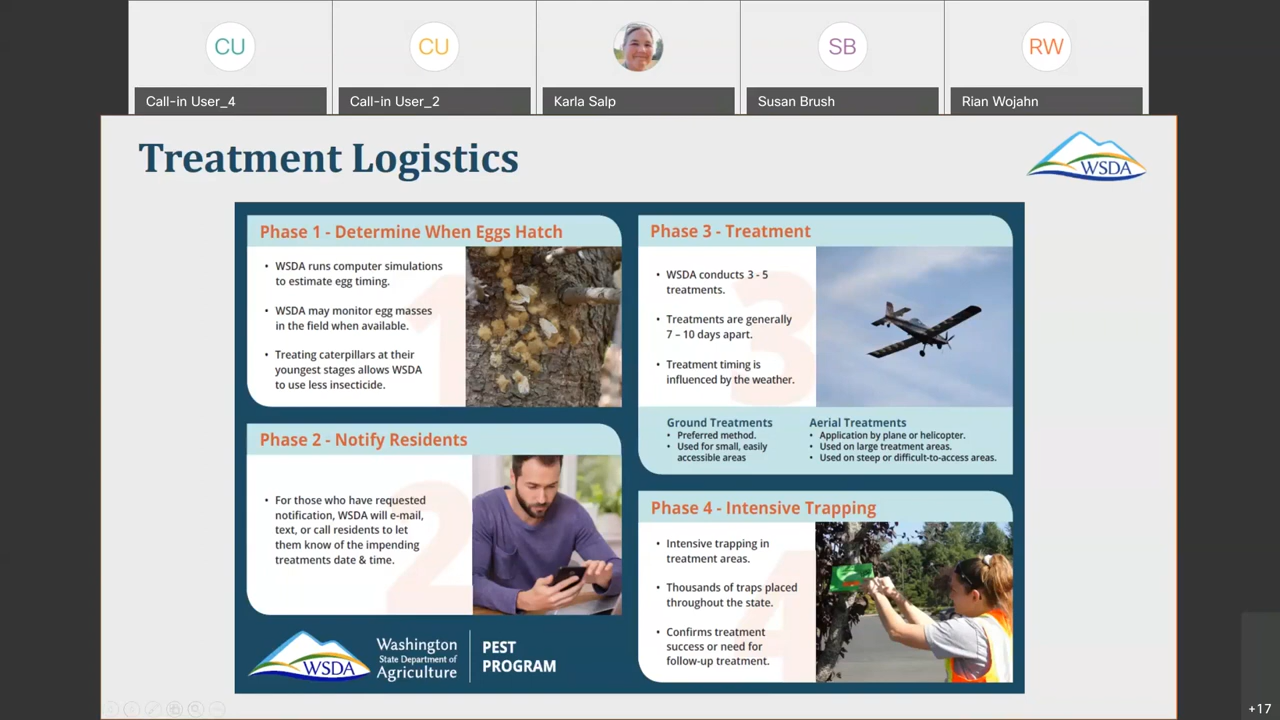 CU
CU
SB
RW
Call-in User_4
Call-in User_2
Karla Salp
Susan Brush
Rian Wojahn
Treatment Logistics
WSDA
Phase 1 - Determine When Eggs Hatch
• WSDA runs computer simulations
to estimate egg timing.
• WSDA may monitor egg masses
in the field when available.
• Treating caterpillars at their
youngest stages allows WSDA
to use less insecticide.
1
Phase 2 - Notify Residents
• For those who have requested
notification, WSDA will e-mail,
text, or call residents to let
them know of the impending
treatments date & time.
2
WSDA
Washington
State Department of
Agriculture
PEST
PROGRAM
Phase 3 - Treatment
• WSDA conducts 3 - 5
treatments.
• Treatments are generally
7 – 10 days apart.
• Treatment timing is
influenced by the weather.
3
Ground Treatments
• Preferred method.
• Used for small, easily
accessible areas
Aerial Treatments
• Application by plane or helicopter.
• Used on large treatment areas.
• Used on steep or difficult-to-access areas.
Phase 4 - Intensive Trapping
• Intensive trapping in
treatment areas.
• Thousands of traps placed
throughout the state.
• Confirms treatment
success or need for
follow-up treatment.
4
+17